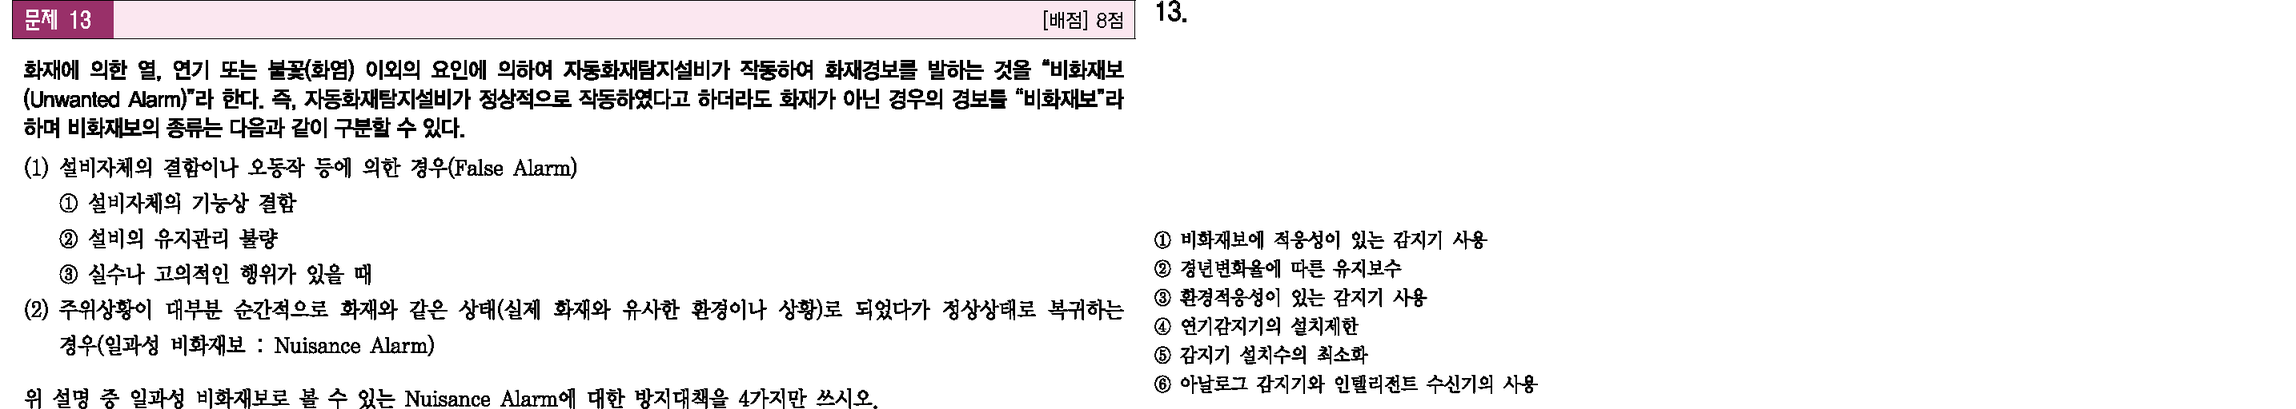 문제 13
[배점] 8점
화재에 의한 열, 연기 또는 불꽃(화염) 이외의 요인에 의하여 자동화재탐지설비가 작동하여 화재경보를 발하는 것을 “비화재보
(Unwanted Alarm)”라 한다. 즉, 자동화재탐지설비가 정상적으로 작동하였다고 하더라도 화재가 아닌 경우의 경보를 “비화재보”라
하며 비화재보의 종류는 다음과 같이 구분할 수 있다.
(1) 설비자체의 결함이나 오동작 등에 의한 경우(False Alarm)
① 설비자체의 기능상 결함
② 설비의 유지관리 불량
③ 실수나 고의적인 행위가 있을 때
(2) 주위상황이 대부분 순간적으로 화재와 같은 상태(실제 화재와 유사한 환경이나 상황)로 되었다가 정상상태로 복귀하는
경우(일과성 비화재보 : Nuisance Alarm)
위 설명 중 일과성 비화재보로 볼 수 있는 Nuisance Alarm에 대한 방지대책을 4가지만 쓰시오.
13.
① 비화재보에 적응성이 있는 감지기 사용
② 경년변화율에 따른 유지보수
③ 환경적응성이 있는 감지기 사용
④ 연기감지기의 설치제한
⑤ 감지기 설치수의 최소화
⑥ 아날로그 감지기와 인텔리전트 수신기의 사용